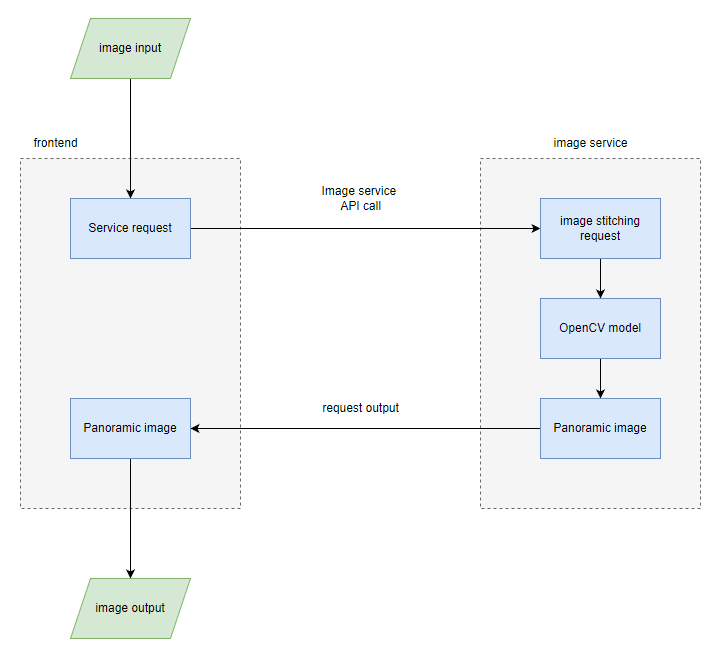 image input
frontend
image service
Image service
API call
Service request
image stitching
request
OpenCV model
request output
Panoramic image
Panoramic image
image output